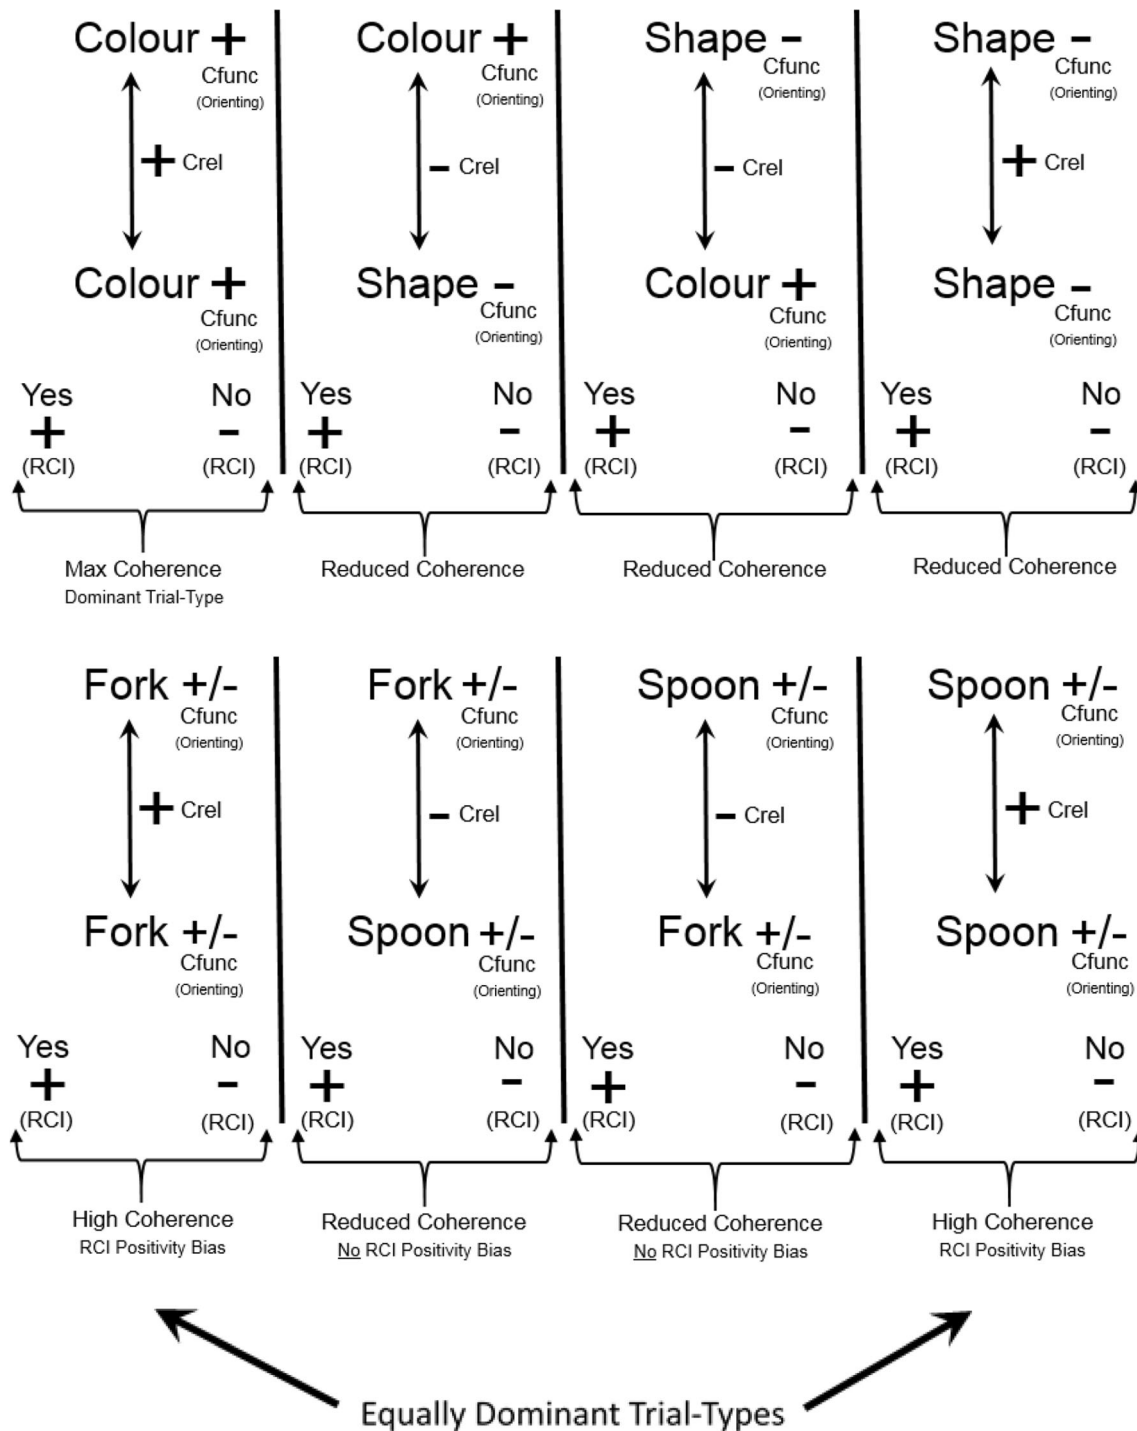 Colour +
Cfunc
(Orienting)
+ Crel
Colour +
Cfunc
(Orienting)
Yes No
+ -
(RCI) (RCI)
Max Coherence
Dominant Trial-Type
Colour +
Cfunc
(Orienting)
- Crel
Shape -
Cfunc
(Orienting)
Yes No
+ -
(RCI) (RCI)
Reduced Coherence
Shape -
Cfunc
(Orienting)
- Crel
Colour +
Cfunc
(Orienting)
Yes No
+ -
(RCI) (RCI)
Reduced Coherence
Shape -
Cfunc
(Orienting)
+ Crel
Shape -
Cfunc
(Orienting)
Yes No
+ -
(RCI) (RCI)
Reduced Coherence
Fork +/-
Cfunc
(Orienting)
+ Crel
Fork +/-
Cfunc
(Orienting)
Yes No
+ -
(RCI) (RCI)
High Coherence
RCI Positivity Bias
Fork +/-
Cfunc
(Orienting)
- Crel
Spoon +/-
Cfunc
(Orienting)
Yes No
+ -
(RCI) (RCI)
Reduced Coherence
No RCI Positivity Bias
Spoon +/-
Cfunc
(Orienting)
- Crel
Fork +/-
Cfunc
(Orienting)
Yes No
+ -
(RCI) (RCI)
Reduced Coherence
No RCI Positivity Bias
Spoon +/-
Cfunc
(Orienting)
+ Crel
Spoon +/-
Cfunc
(Orienting)
Yes No
+ -
(RCI) (RCI)
High Coherence
RCI Positivity Bias
Equally Dominant Trial-Types